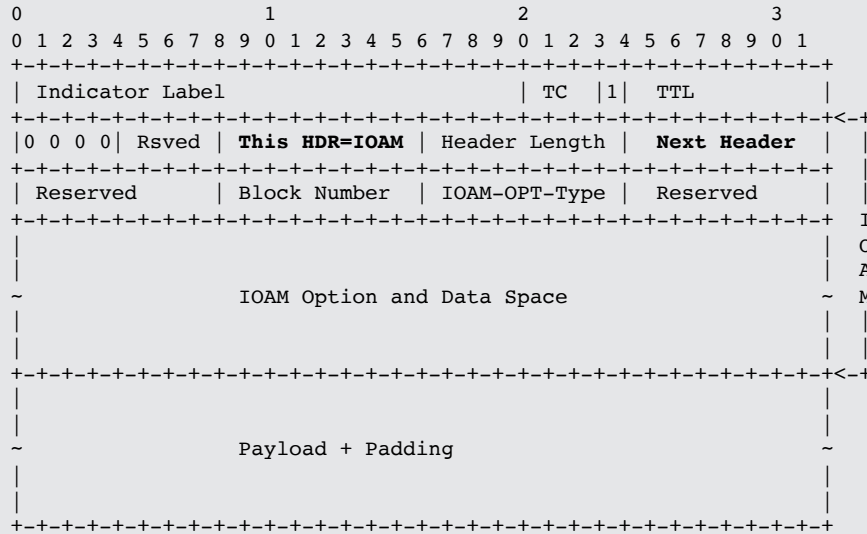 0                   1                   2                   3
0 1 2 3 4 5 6 7 8 9 0 1 2 3 4 5 6 7 8 9 0 1 2 3 4 5 6 7 8 9 0 1
+-+-+-+-+-+-+-+-+-+-+-+-+-+-+-+-+-+-+-+-+-+-+-+-+-+-+-+-+-+-+-+-+
| Indicator Label                       | TC  |1|  TTL          |
+-+-+-+-+-+-+-+-+-+-+-+-+-+-+-+-+-+-+-+-+-+-+-+-+-+-+-+-+-+-+-+-+<-+
|0 0 0 0| Rsved | This HDR=IOAM | Header Length |  Next Header  |  |
+-+-+-+-+-+-+-+-+-+-+-+-+-+-+-+-+-+-+-+-+-+-+-+-+-+-+-+-+-+-+-+-+  |
| Reserved      | Block Number  | IOAM-OPT-Type |  Reserved     |  |
+-+-+-+-+-+-+-+-+-+-+-+-+-+-+-+-+-+-+-+-+-+-+-+-+-+-+-+-+-+-+-+-+  I
|                                                               |  O
|                                                               |  A
~                 IOAM Option and Data Space                    ~  M
|                                                               |  |
|                                                               |  |
+-+-+-+-+-+-+-+-+-+-+-+-+-+-+-+-+-+-+-+-+-+-+-+-+-+-+-+-+-+-+-+-+<-+
|                                                               |
|                                                               |
~                 Payload + Padding                             ~
|                                                               |
|                                                               |
+-+-+-+-+-+-+-+-+-+-+-+-+-+-+-+-+-+-+-+-+-+-+-+-+-+-+-+-+-+-+-+-+